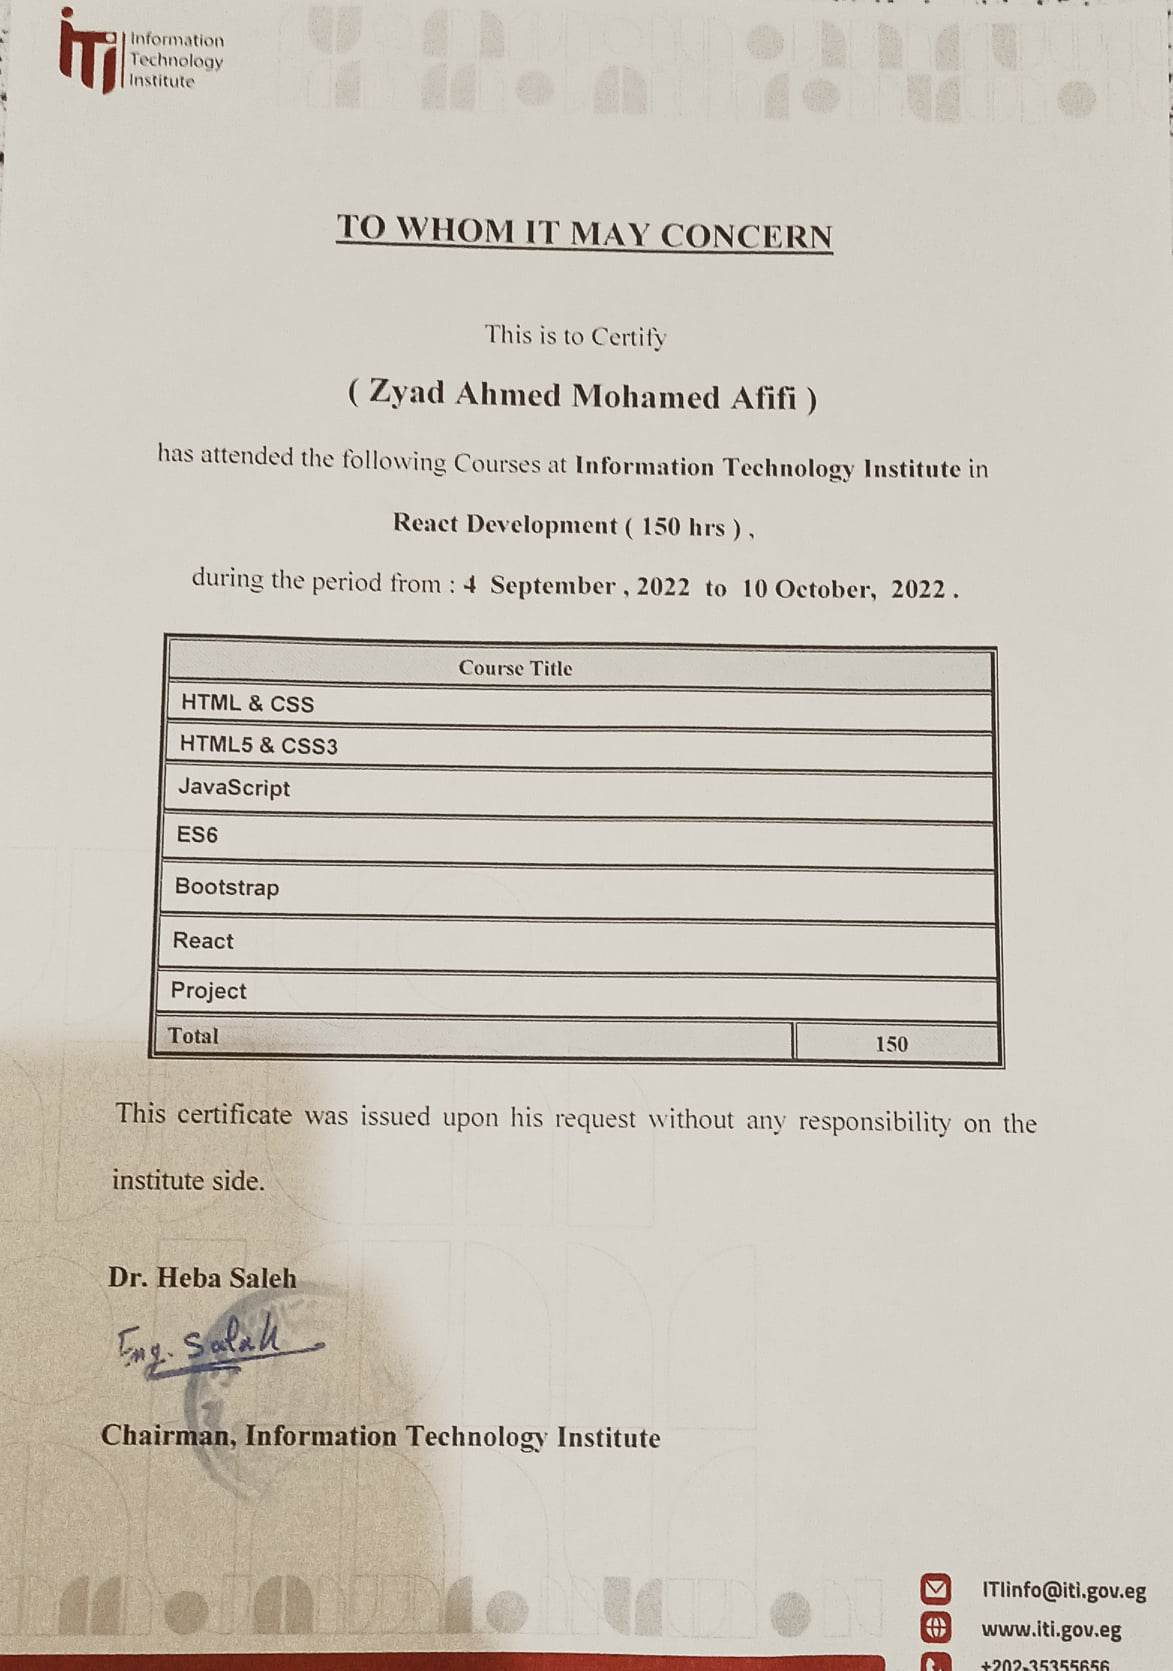 iTi
Information
Technology
Institute
TO WHOM IT MAY CONCERN
This is to Certify
( Zyad Ahmed Mohamed Afifi )
has attended the following Courses at Information Technology Institute in
React Development ( 150 hrs ) ,
during the period from : 4 September , 2022 to 10 October, 2022 .
Course Title
HTML & CSS
HTML5 & CSS3
JavaScript
ES6
Bootstrap
React
Project
Total 150
This certificate was issued upon his request without any responsibility on the
institute side.
Dr. Heba Saleh
Eng. Salah
Chairman, Information Technology Institute
ITIinfo@iti.gov.eg
www.iti.gov.eg
+202-35355656